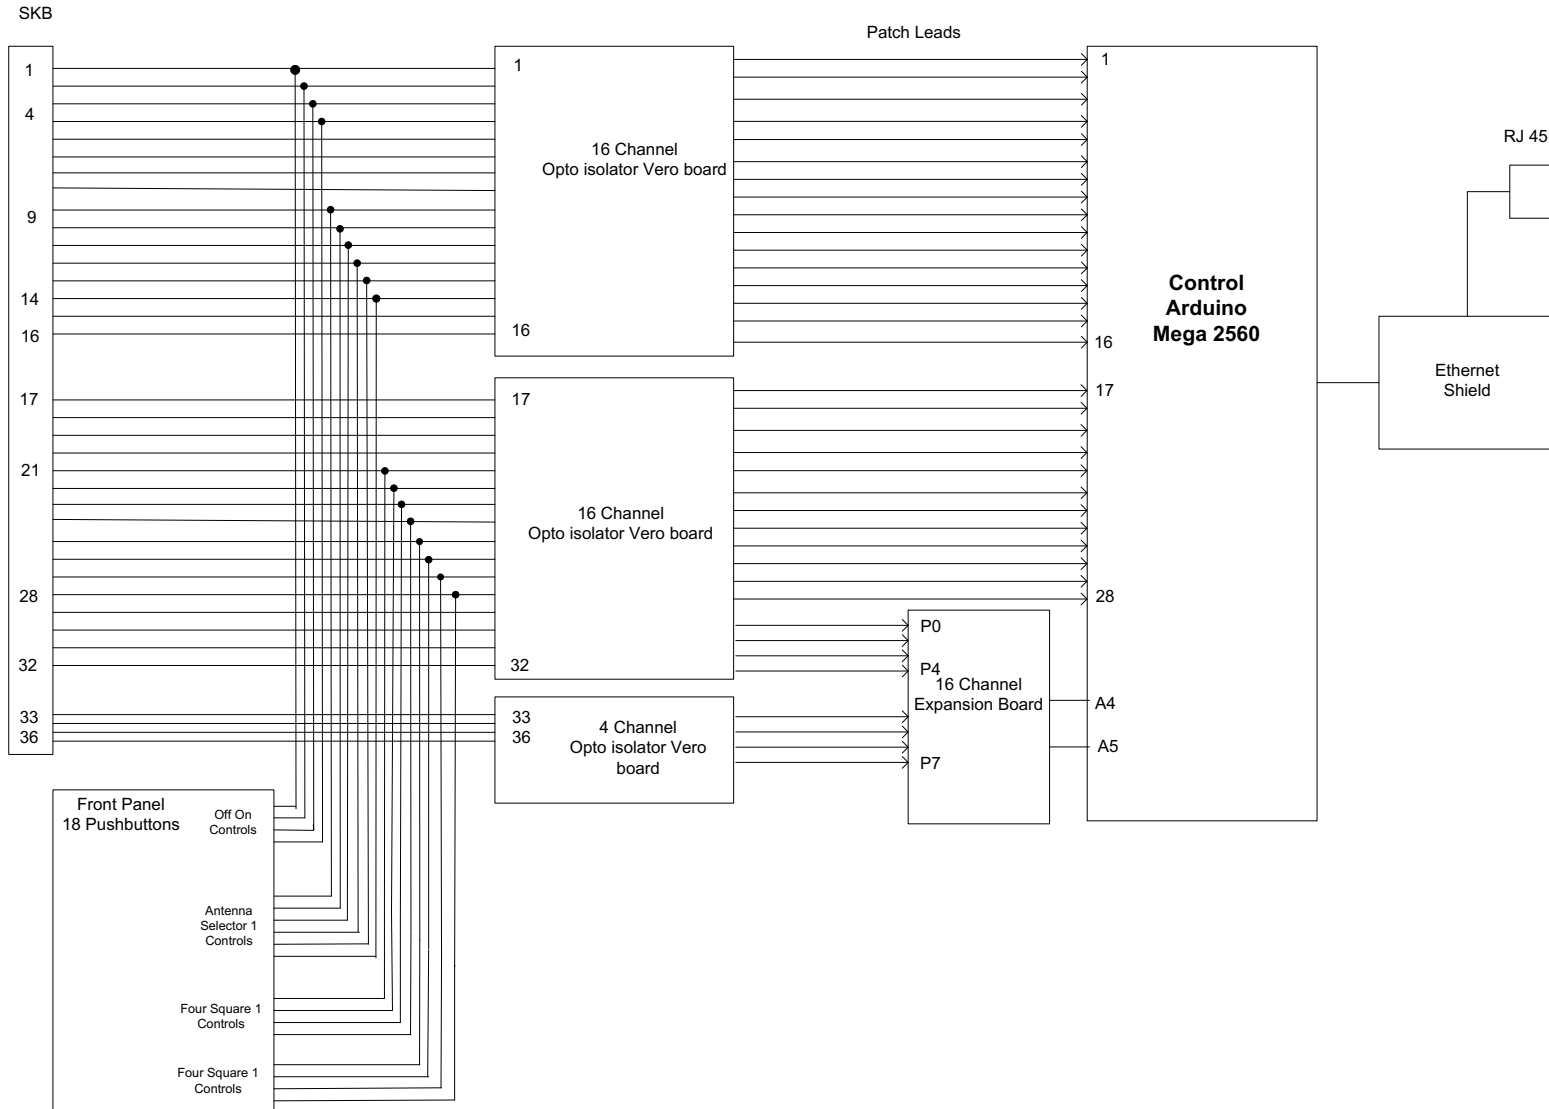 SKB
1
4
9
14
16
17
21
28
32
33
36
Front Panel
18 Pushbuttons
Off On
Controls
Antenna
Selector 1
Controls
Four Square 1
Controls
Four Square 1
Controls
1
16 Channel
Opto isolator Vero board
16
17
16 Channel
Opto isolator Vero board
32
33
36
4 Channel
Opto isolator Vero
board
Patch Leads
P0
P4
16 Channel
Expansion Board
P7
1
Control
Arduino
Mega 2560
16
17
28
A4
A5
RJ 45
Ethernet
Shield